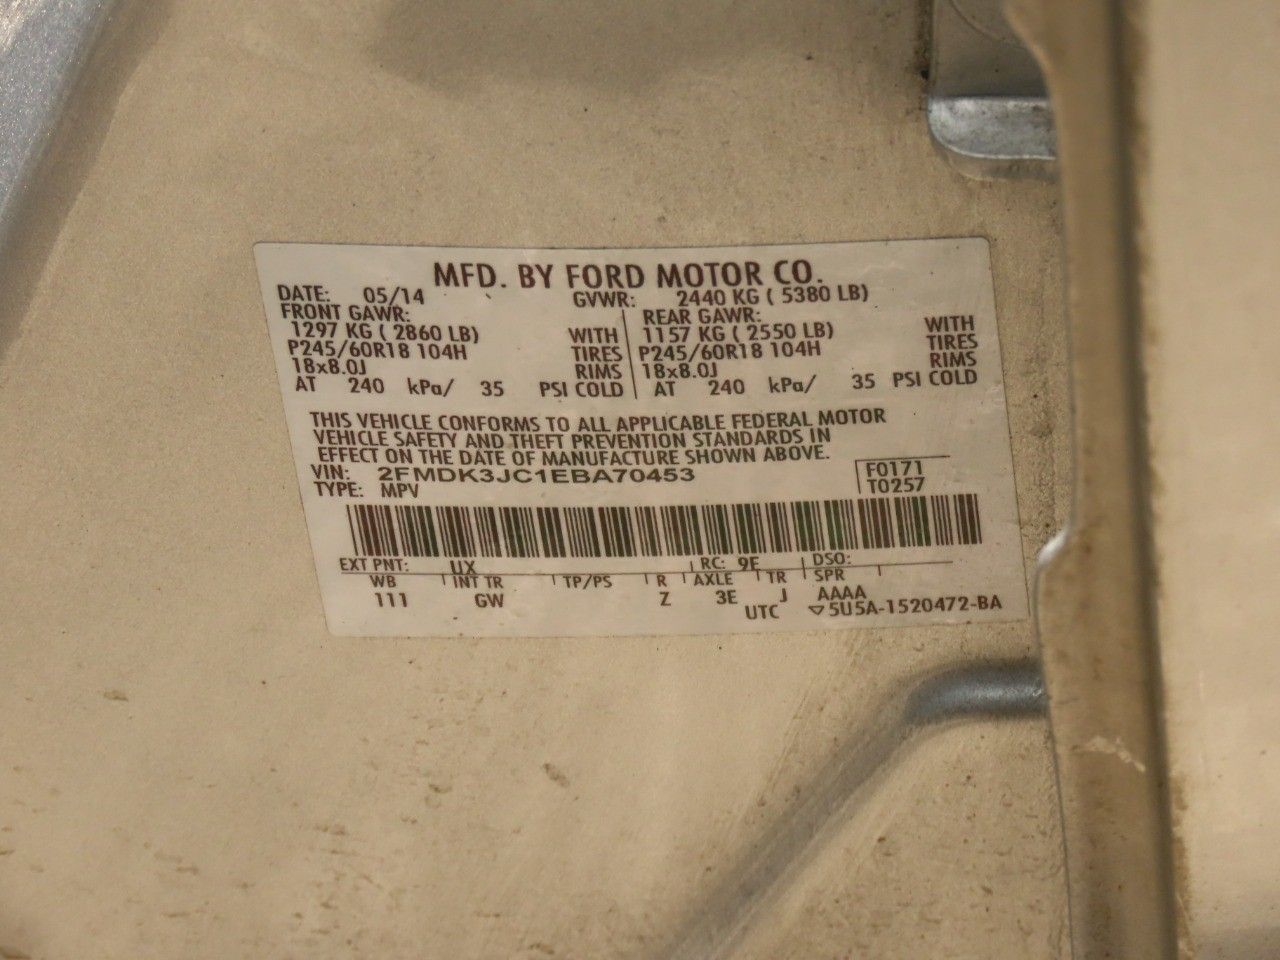 MFD. BY FORD MOTOR CO.
DATE: 05/14 GVWR: 2440 KG ( 5380 LB)
FRONT GAWR: REAR GAWR:
1297 KG ( 2860 LB) WITH 1157 KG ( 2550 LB) WITH
P245/60R18 104H TIRES P245/60R18 104H TIRES
18x8.0J RIMS 18x8.0J RIMS
AT 240 kPa/ 35 PSI COLD AT 240 kPa/ 35 PSI COLD
THIS VEHICLE CONFORMS TO ALL APPLICABLE FEDERAL MOTOR
VEHICLE SAFETY AND THEFT PREVENTION STANDARDS IN
EFFECT ON THE DATE OF MANUFACTURE SHOWN ABOVE.
VIN: 2FMDK3JC1EBA70453 F0171
TYPE: MPV T0257
EXT PNT: UX RC: 9E DSO:
WB INT TR TP/PS R AXLE TR SPR
111 GW Z 3E J AAAA
UTC ▽5U5A-1520472-BA